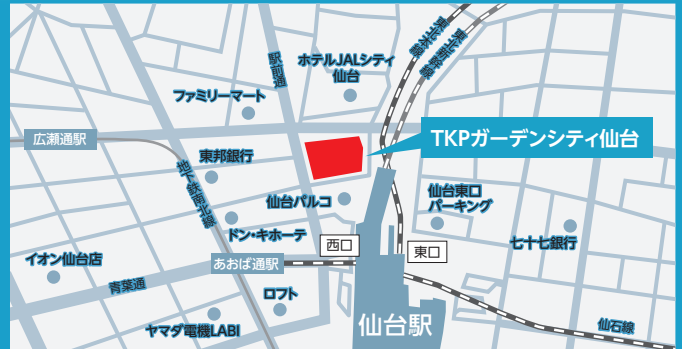 ホテルJALシティ
仙台
駅前通
東北本線
東北新幹線
ファミリーマート
広瀬通駅
TKPガーデンシティ仙台
東邦銀行
地下鉄南北線
仙台パルコ
仙台東口
パーキング
ドン・キホーテ
西口
東口
七十七銀行
イオン仙台店
あおば通駅
青葉通
ロフト
仙台駅
仙石線
ヤマダ電機LABI